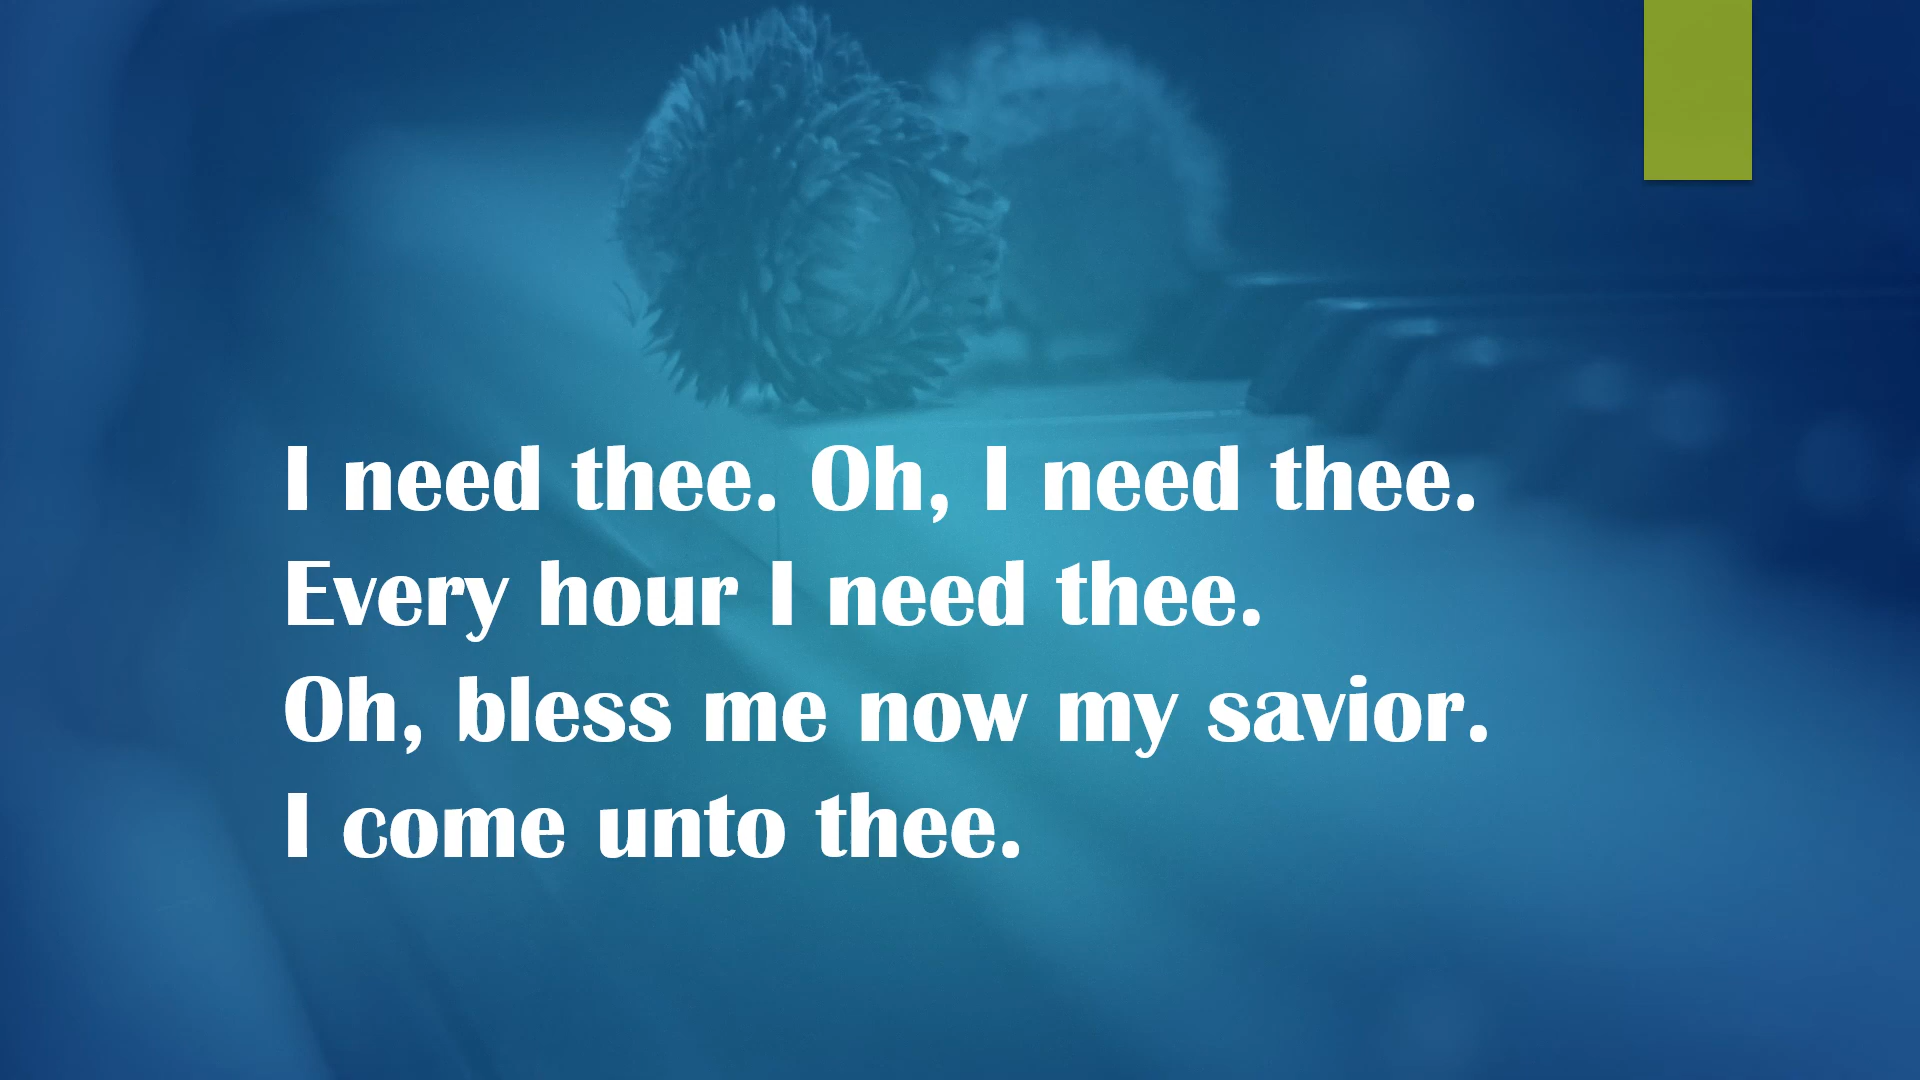 I need thee. Oh, I need thee.
Every hour I need thee.
Oh, bless me now my savior.
I come unto thee.